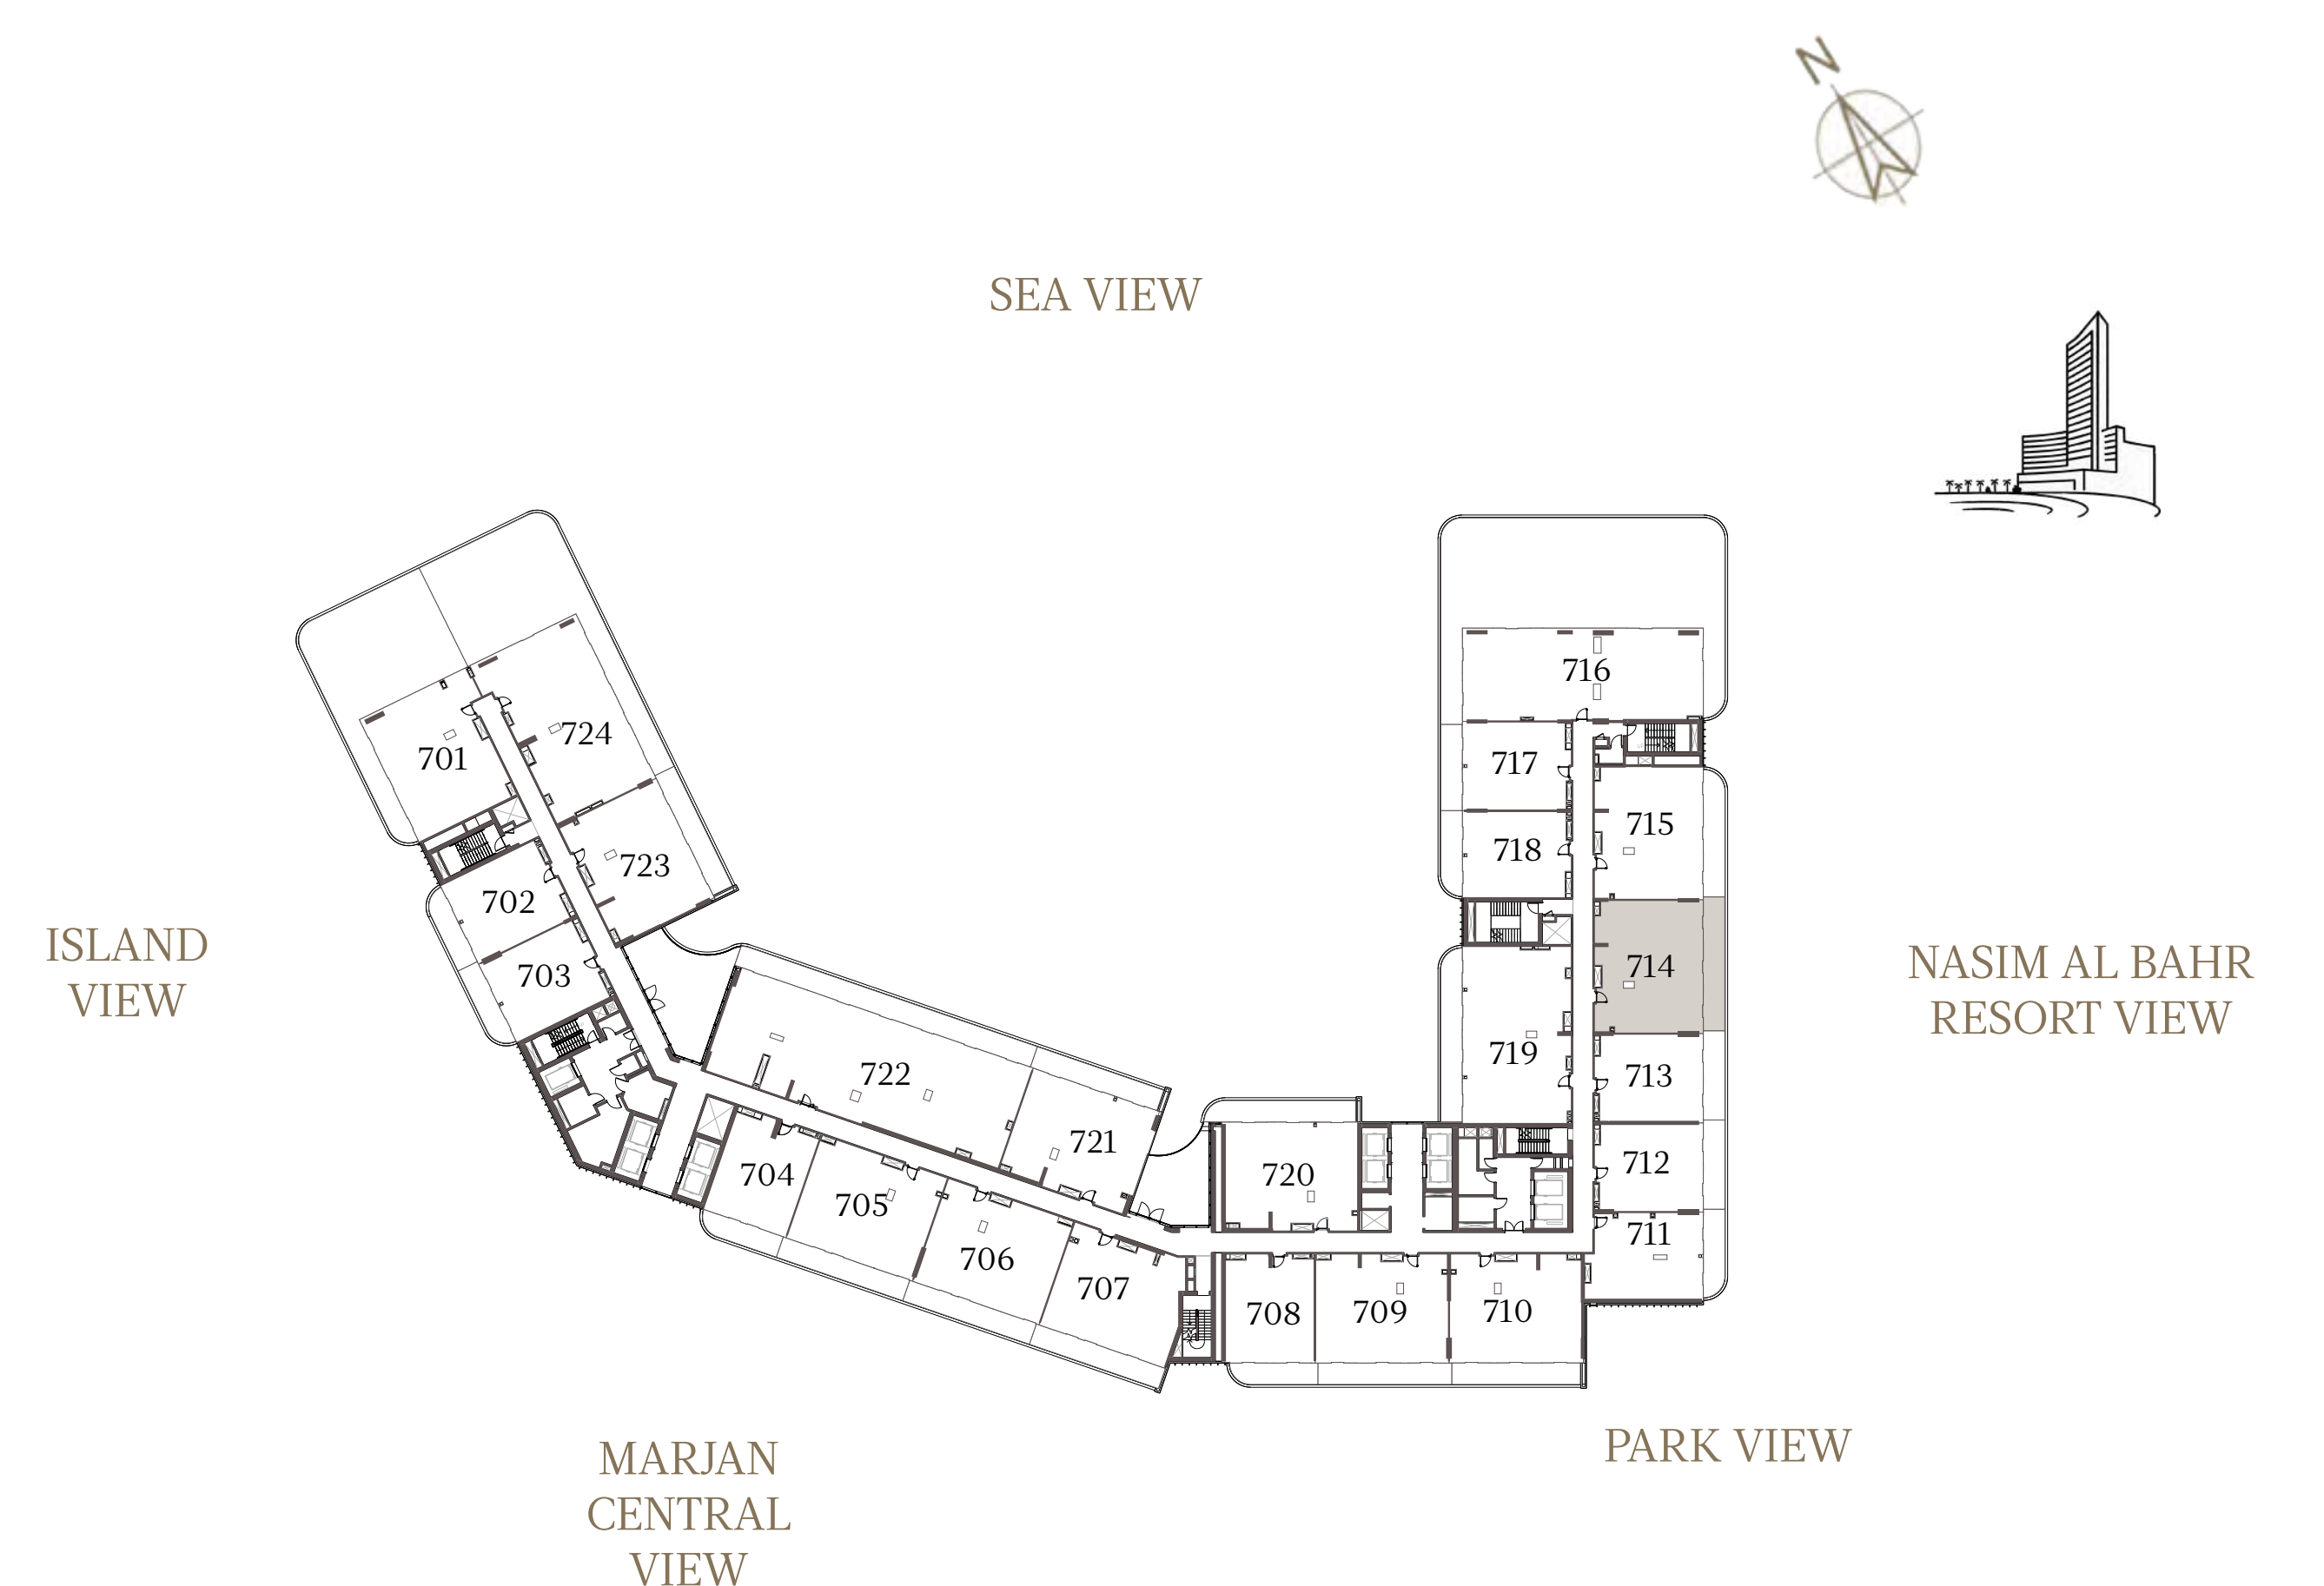 N
SEA VIEW
716
724
701
717
715
718
723
702
ISLAND
VIEW
703
714
NASIM AL BAHR
RESORT VIEW
719
722
713
721
704
720
712
705
706
711
707
708
709
710
MARJAN
CENTRAL
VIEW
PARK VIEW